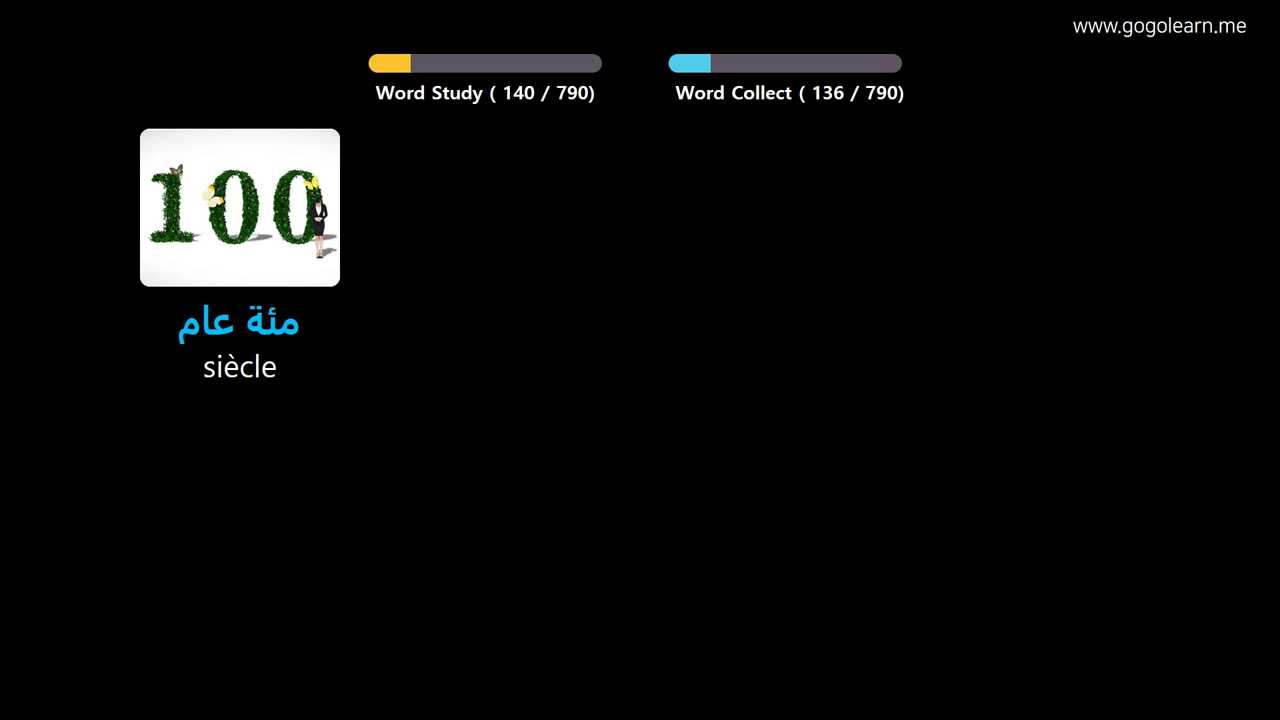 www.gogolearn.me
Word Study ( 140 / 790)
Word Collect ( 136 / 790)
100
مئة عام
siècle